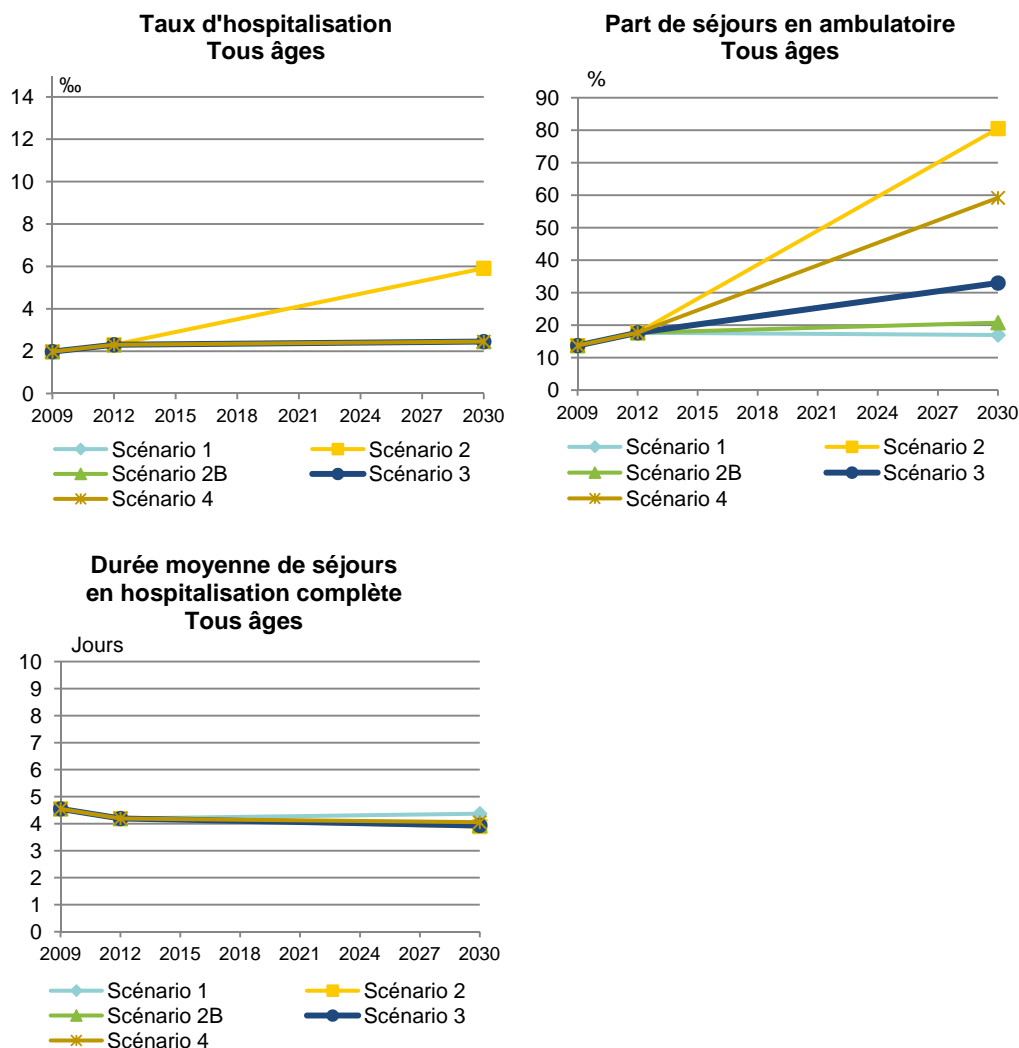 Taux d'hospitalisation
Tous âges
‰
14
12
10
8
6
4
2
0
2009 2012 2015 2018 2021 2024 2027 2030
Scénario 1 Scénario 2
Scénario 2B Scénario 3
Scénario 4
Part de séjours en ambulatoire
Tous âges
%
90
80
70
60
50
40
30
20
10
0
2009 2012 2015 2018 2021 2024 2027 2030
Scénario 1 Scénario 2
Scénario 2B Scénario 3
Scénario 4
Durée moyenne de séjours
en hospitalisation complète
Tous âges
Jours
10
9
8
7
6
5
4
3
2
1
0
2009 2012 2015 2018 2021 2024 2027 2030
Scénario 1 Scénario 2
Scénario 2B Scénario 3
Scénario 4